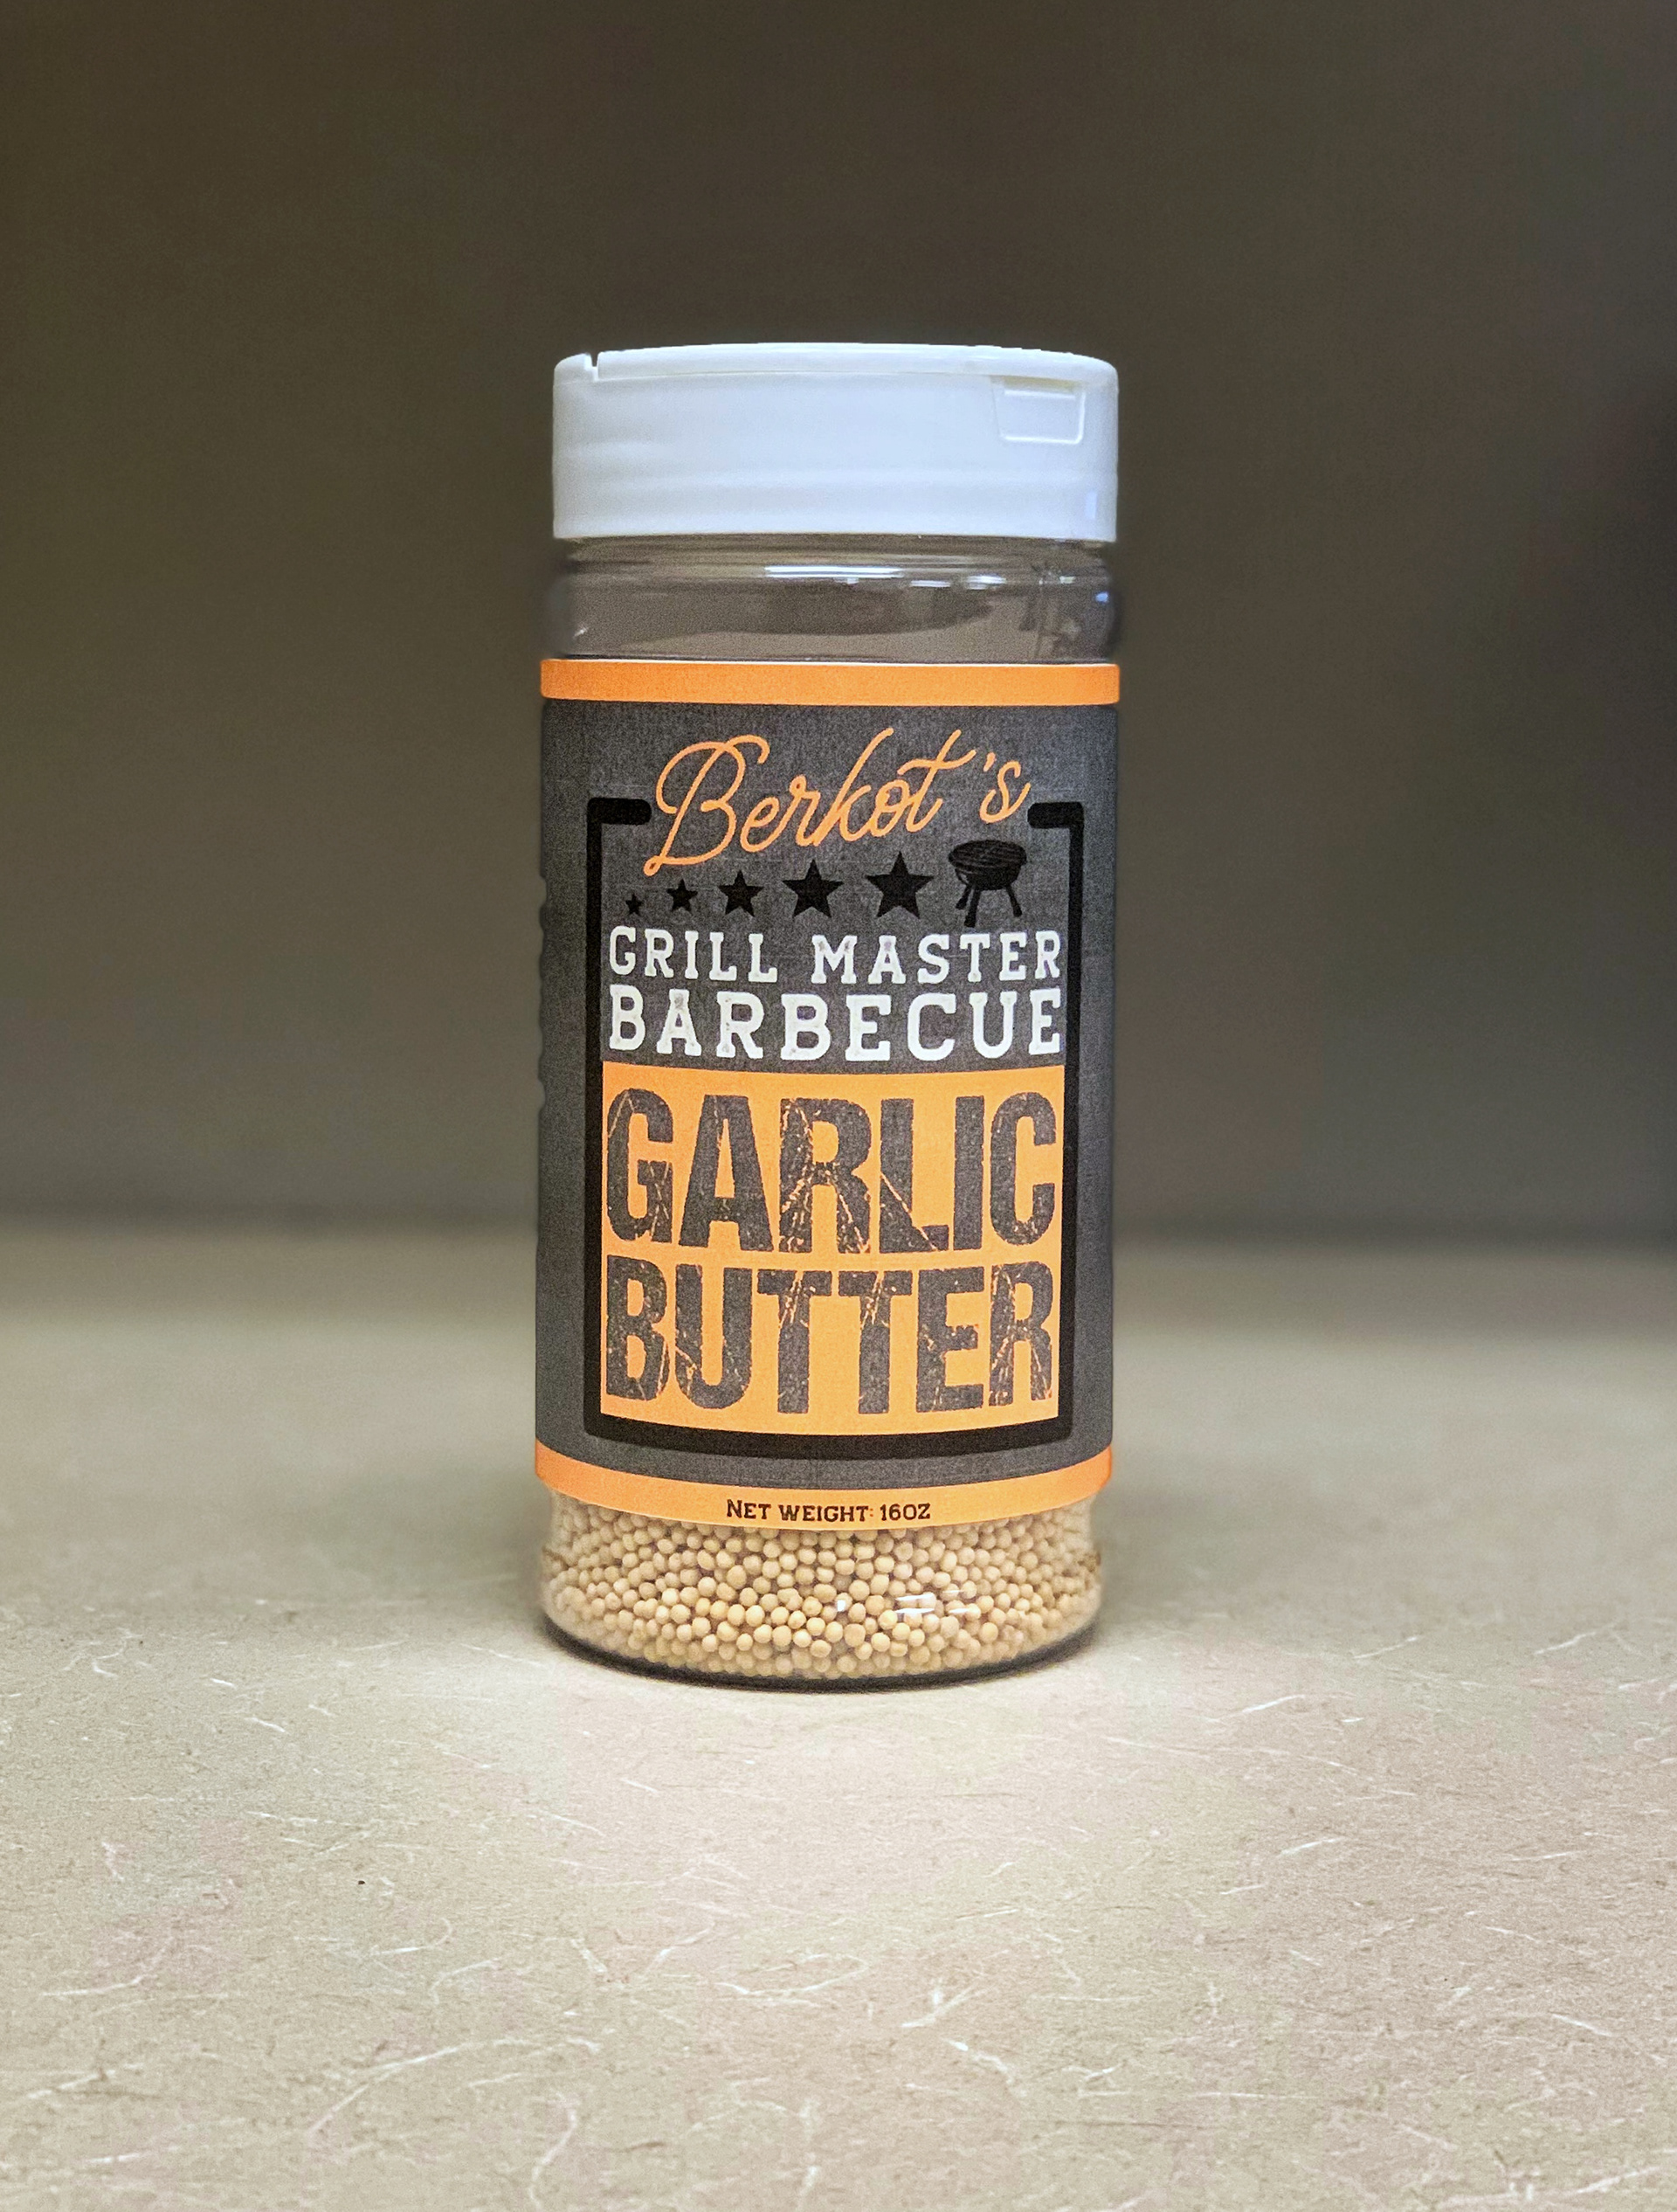 Berkot's
GRILL MASTER
BARBECUE
GARLIC
BUTTER
NET WEIGHT: 16OZ